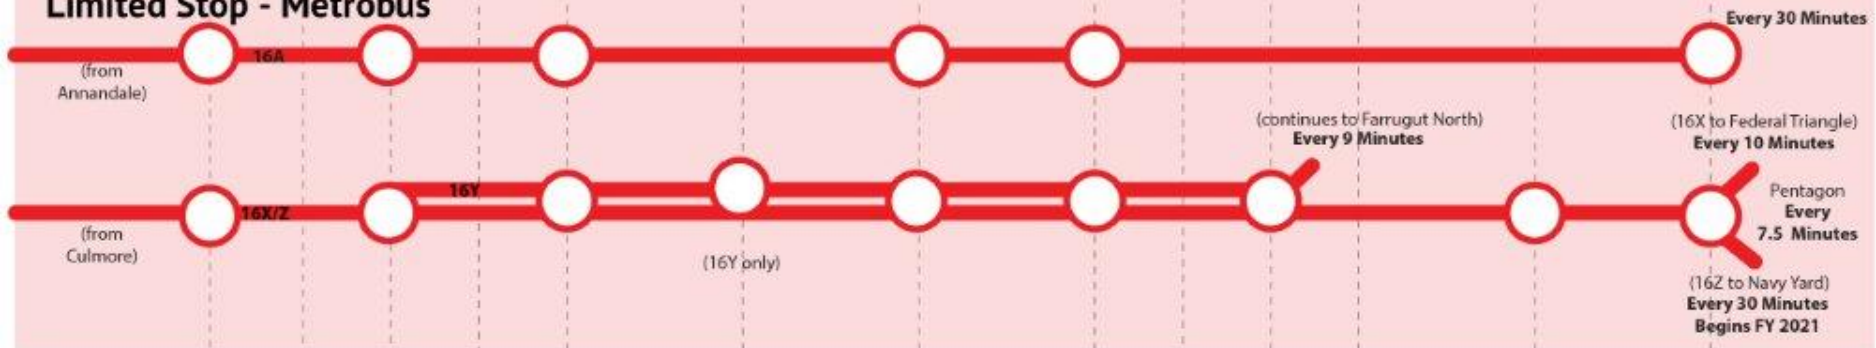 Limited Stop - Metrobus
Every 30 Minutes
16A
(from
Annandale)
(continues to Farrugut North)
Every 9 Minutes
(16X to Federal Triangle)
Every 10 Minutes
16Y
16X/Z
Pentagon
Every
7.5 Minutes
(from
Culmore)
(16Y only)
(16Z to Navy Yard)
Every 30 Minutes
Begins FY 2021